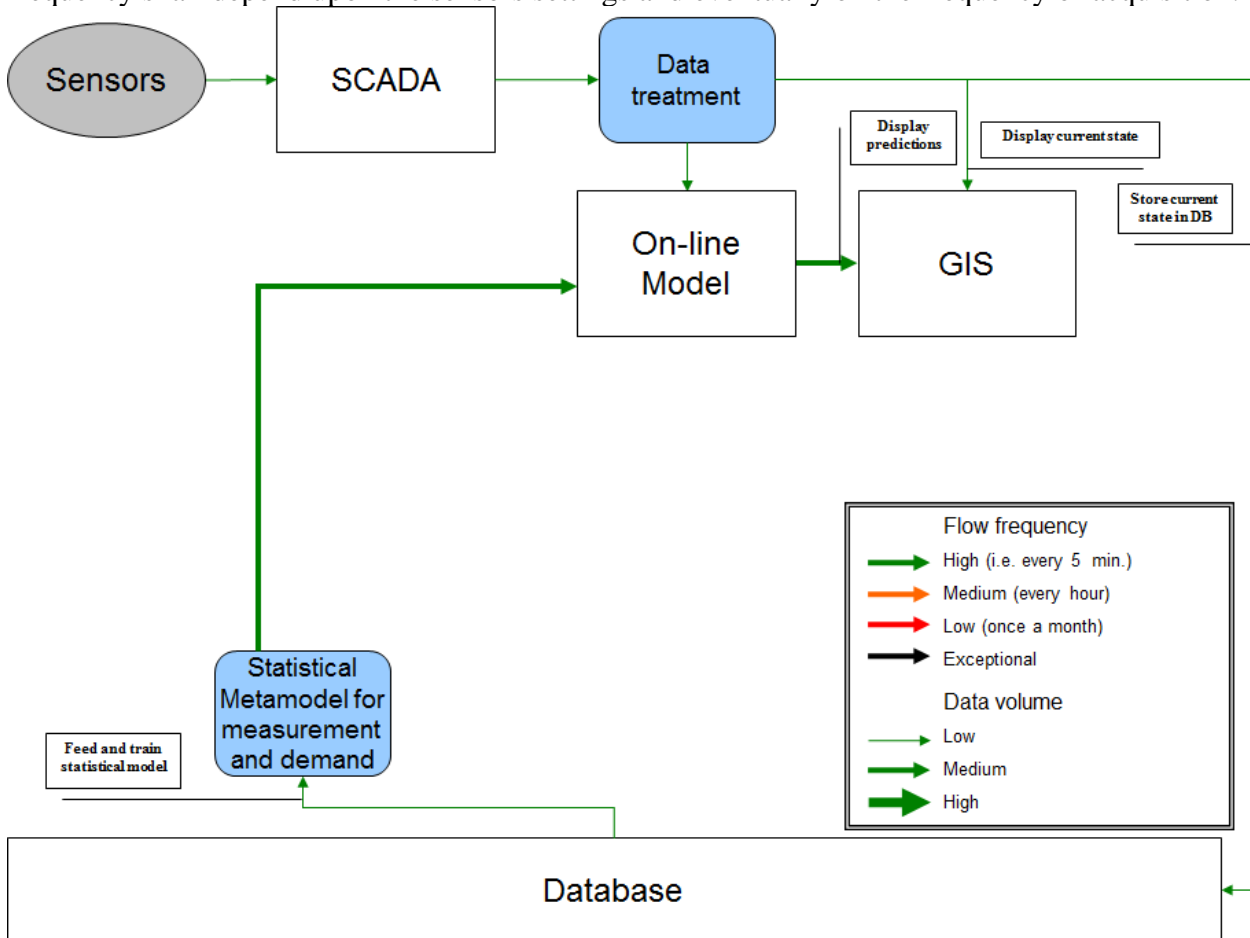 Sensors
SCADA
Data
treatment
Display
predictions
Display current state
Store current
state in DB
On-line
Model
GIS
Flow frequency
High (i.e. every 5 min.)
Medium (every hour)
Low (once a month)
Exceptional
Data volume
Low
Medium
High
Statistical
Metamodel for
measurement
and demand
Feed and train
statistical model
Database